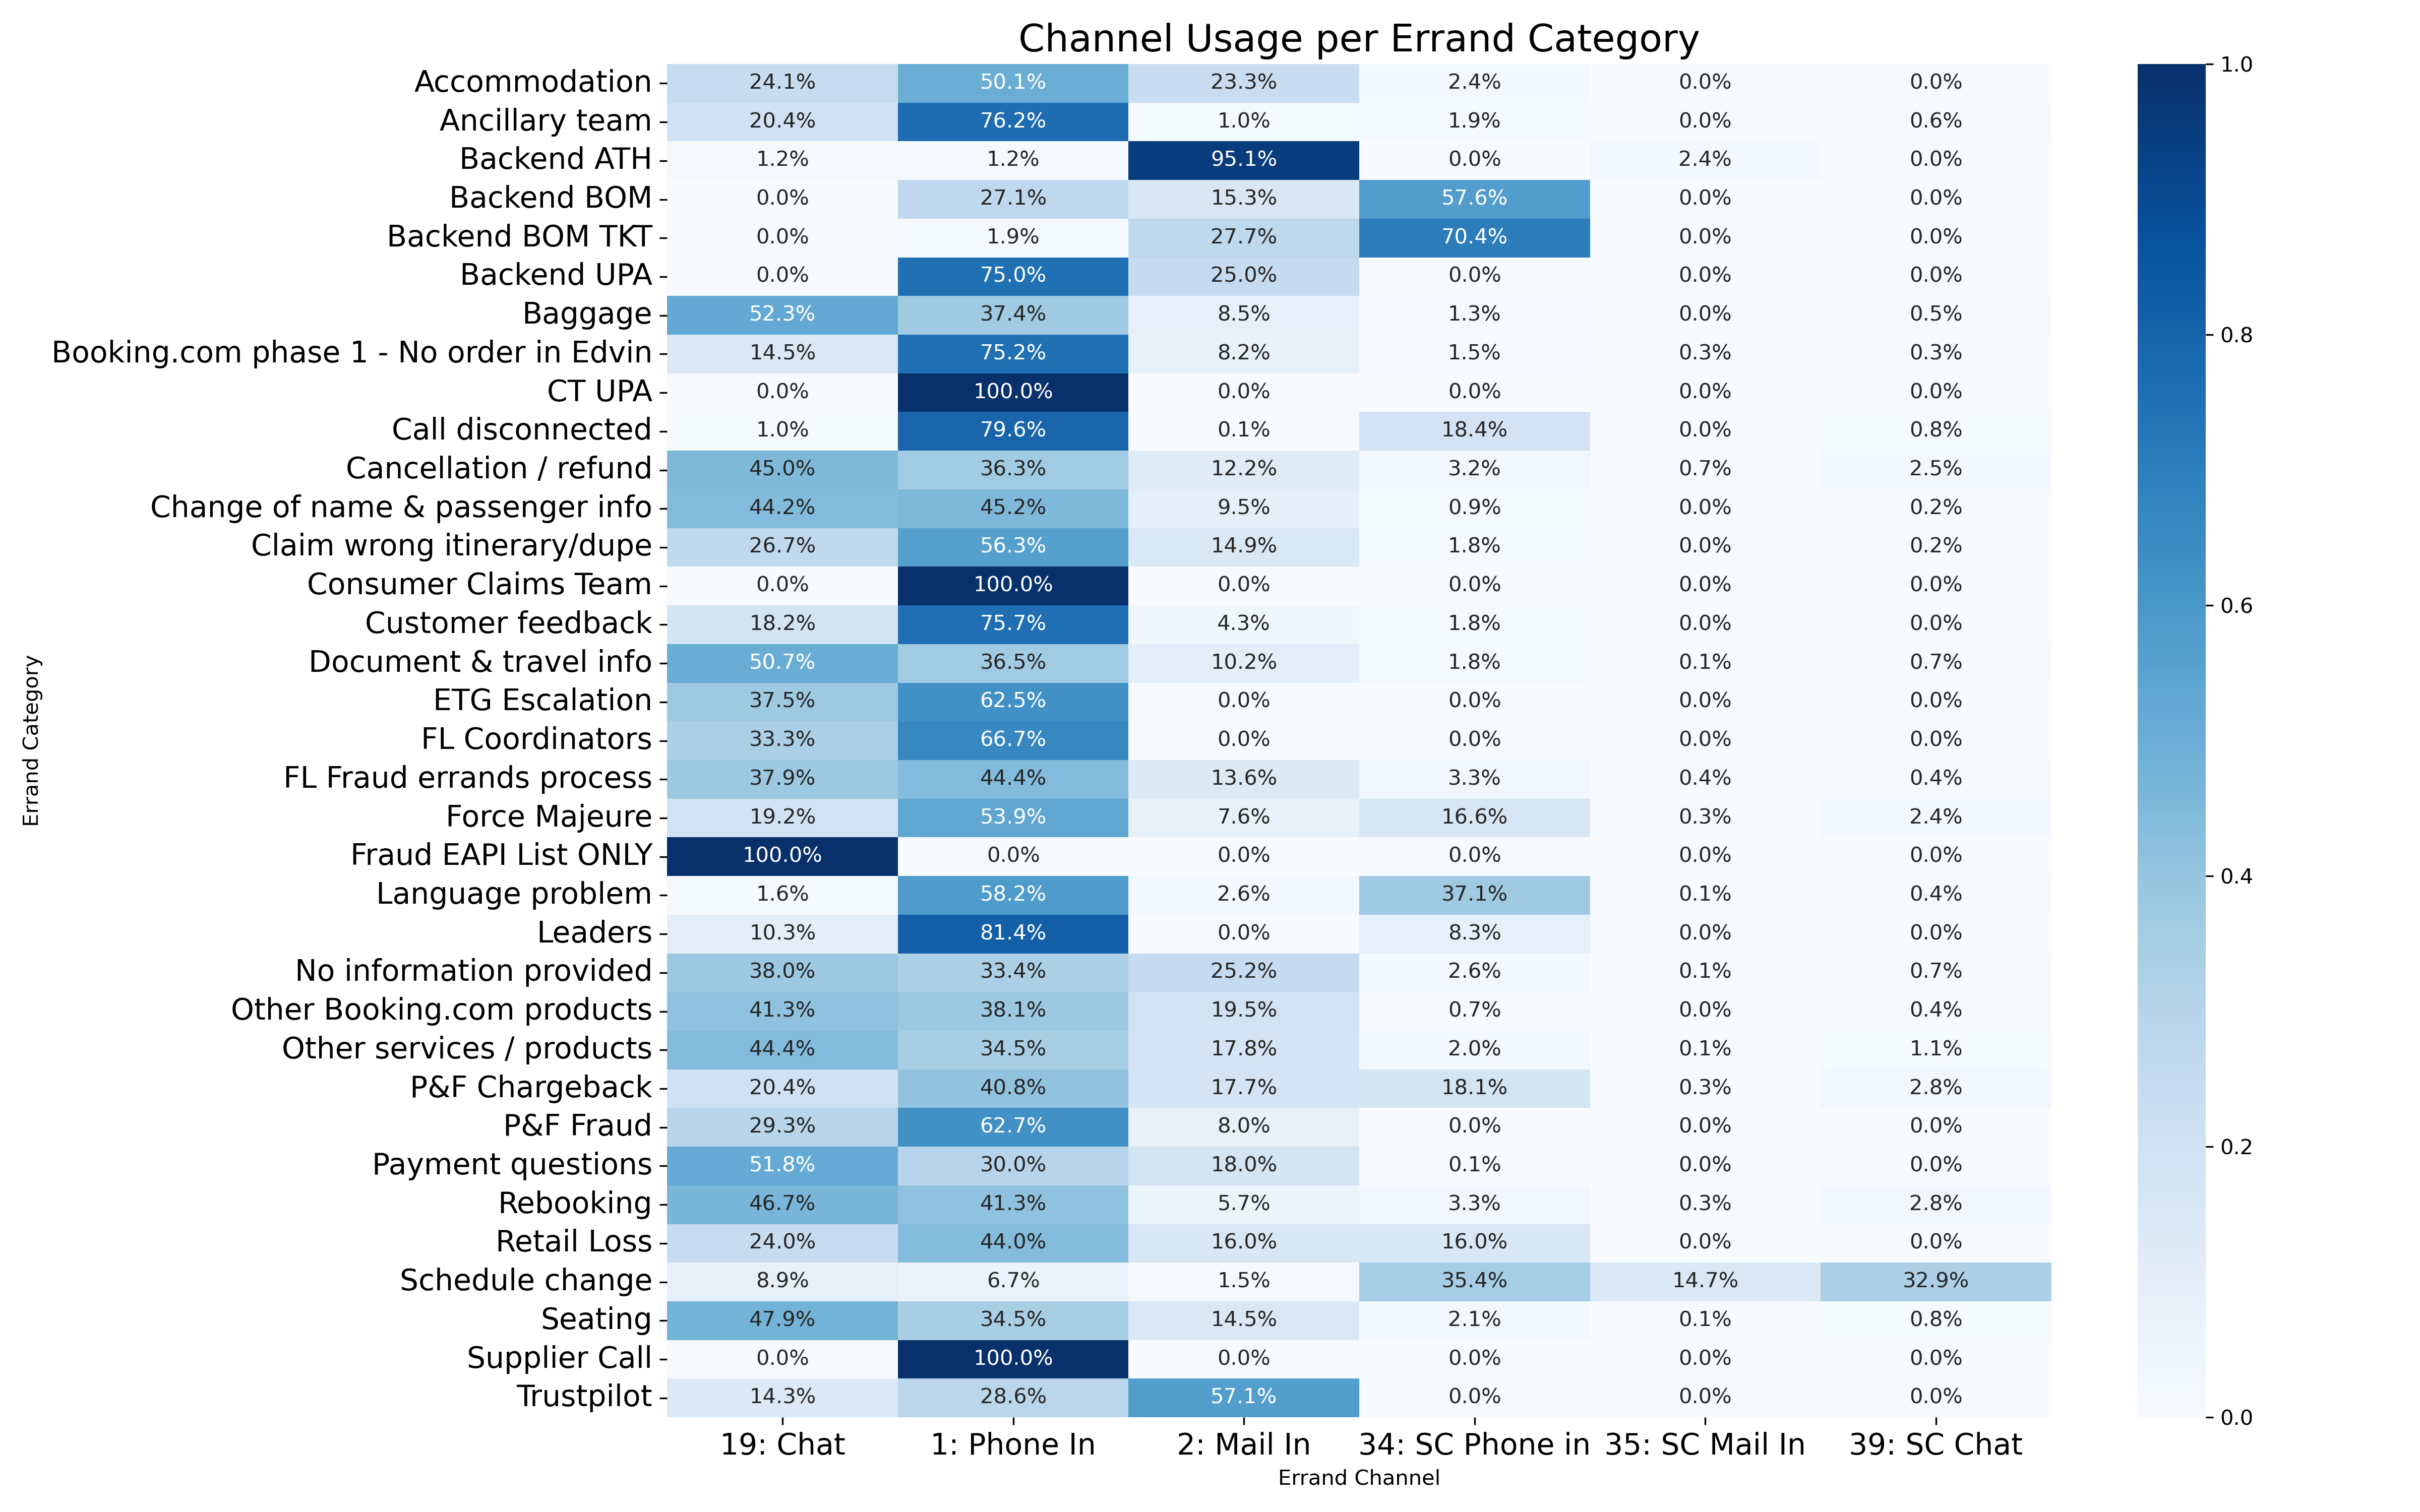 Channel Usage per Errand Category
Accommodation 24.1% 50.1% 23.3% 2.4% 0.0% 0.0%
Ancillary team 20.4% 76.2% 1.0% 1.9% 0.0% 0.6%
Backend ATH 1.2% 1.2% 95.1% 0.0% 2.4% 0.0%
Backend BOM 0.0% 27.1% 15.3% 57.6% 0.0% 0.0%
Backend BOM TKT 0.0% 1.9% 27.7% 70.4% 0.0% 0.0%
Backend UPA 0.0% 75.0% 25.0% 0.0% 0.0% 0.0%
Baggage 52.3% 37.4% 8.5% 1.3% 0.0% 0.5%
Booking.com phase 1 - No order in Edvin 14.5% 75.2% 8.2% 1.5% 0.3% 0.3%
CT UPA 0.0% 100.0% 0.0% 0.0% 0.0% 0.0%
Call disconnected 1.0% 79.6% 0.1% 18.4% 0.0% 0.8%
Cancellation / refund 45.0% 36.3% 12.2% 3.2% 0.7% 2.5%
Change of name & passenger info 44.2% 45.2% 9.5% 0.9% 0.0% 0.2%
Claim wrong itinerary/dupe 26.7% 56.3% 14.9% 1.8% 0.0% 0.2%
Consumer Claims Team 0.0% 100.0% 0.0% 0.0% 0.0% 0.0%
Customer feedback 18.2% 75.7% 4.3% 1.8% 0.0% 0.0%
Document & travel info 50.7% 36.5% 10.2% 1.8% 0.1% 0.7%
ETG Escalation 37.5% 62.5% 0.0% 0.0% 0.0% 0.0%
FL Coordinators 33.3% 66.7% 0.0% 0.0% 0.0% 0.0%
FL Fraud errands process 37.9% 44.4% 13.6% 3.3% 0.4% 0.4%
Force Majeure 19.2% 53.9% 7.6% 16.6% 0.3% 2.4%
Fraud EAPI List ONLY 100.0% 0.0% 0.0% 0.0% 0.0% 0.0%
Language problem 1.6% 58.2% 2.6% 37.1% 0.1% 0.4%
Leaders 10.3% 81.4% 0.0% 8.3% 0.0% 0.0%
No information provided 38.0% 33.4% 25.2% 2.6% 0.1% 0.7%
Other Booking.com products 41.3% 38.1% 19.5% 0.7% 0.0% 0.4%
Other services / products 44.4% 34.5% 17.8% 2.0% 0.1% 1.1%
P&F Chargeback 20.4% 40.8% 17.7% 18.1% 0.3% 2.8%
P&F Fraud 29.3% 62.7% 8.0% 0.0% 0.0% 0.0%
Payment questions 51.8% 30.0% 18.0% 0.1% 0.0% 0.0%
Rebooking 46.7% 41.3% 5.7% 3.3% 0.3% 2.8%
Retail Loss 24.0% 44.0% 16.0% 16.0% 0.0% 0.0%
Schedule change 8.9% 6.7% 1.5% 35.4% 14.7% 32.9%
Seating 47.9% 34.5% 14.5% 2.1% 0.1% 0.8%
Supplier Call 0.0% 100.0% 0.0% 0.0% 0.0% 0.0%
Trustpilot 14.3% 28.6% 57.1% 0.0% 0.0% 0.0%
19: Chat 1: Phone In 2: Mail In 34: SC Phone in 35: SC Mail In 39: SC Chat
Errand Channel
Errand Category
1.0
0.8
0.6
0.4
0.2
0.0